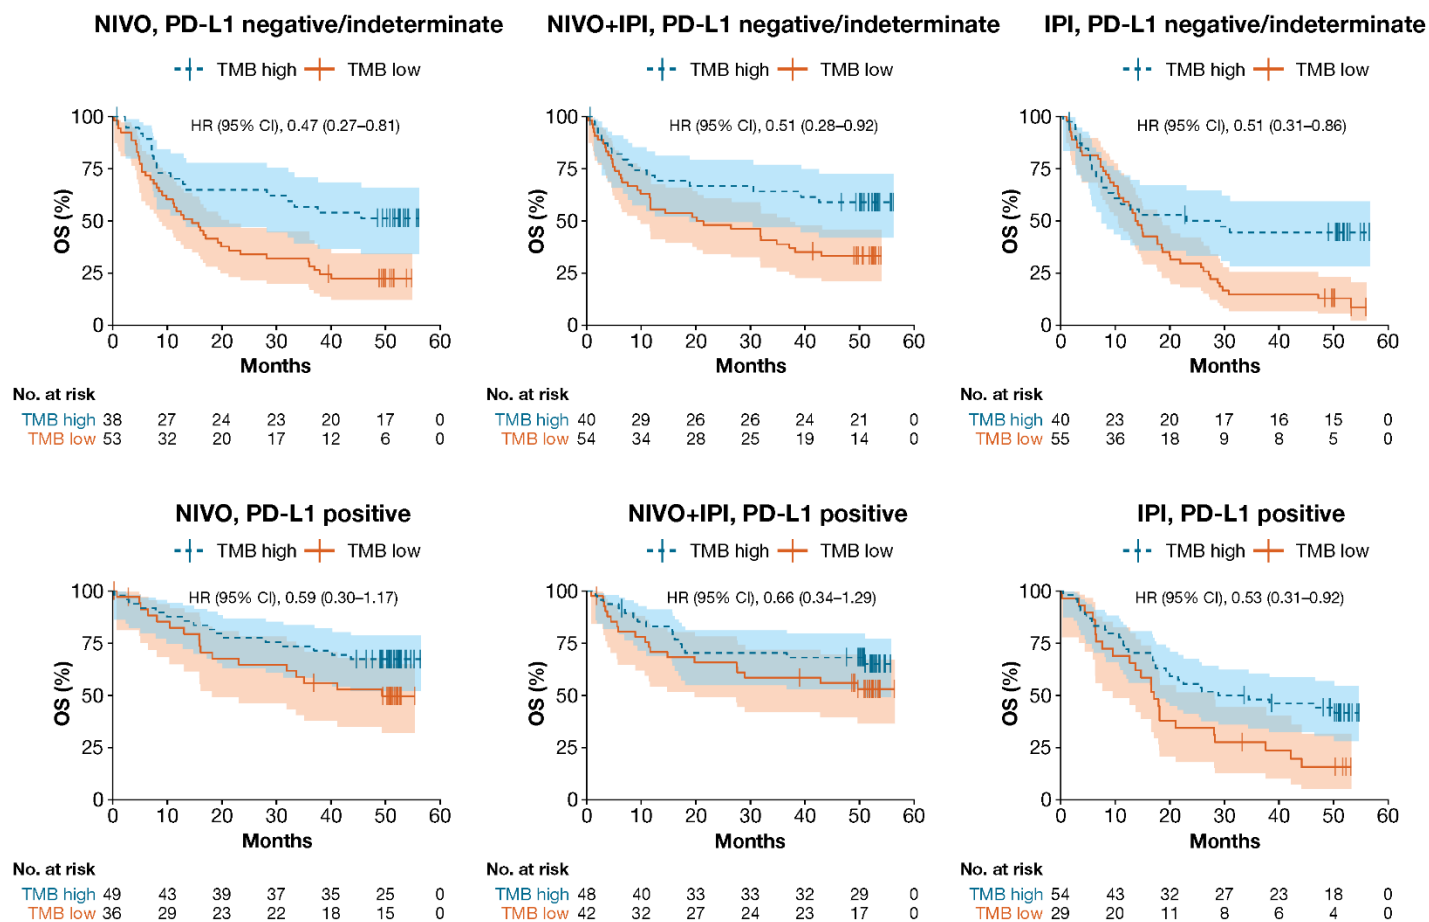 NIVO, PD-L1 negative/indeterminate
TMB high TMB low
HR (95% CI), 0.47 (0.27–0.81)
100
75
50
25
0
OS (%)
0 10 20 30 40 50 60
Months
No. at risk
TMB high 38 27 24 23 20 17 0
TMB low 53 32 20 17 12 6 0
NIVO+IPI, PD-L1 negative/indeterminate
TMB high TMB low
HR (95% CI), 0.51 (0.28–0.92)
100
75
50
25
0
OS (%)
0 10 20 30 40 50 60
Months
No. at risk
TMB high 40 29 26 26 24 21 0
TMB low 54 34 28 25 19 14 0
IPI, PD-L1 negative/indeterminate
TMB high TMB low
HR (95% CI), 0.51 (0.31–0.86)
100
75
50
25
0
OS (%)
0 10 20 30 40 50 60
Months
No. at risk
TMB high 40 23 20 17 16 15 0
TMB low 55 36 18 9 8 5 0
NIVO, PD-L1 positive
TMB high TMB low
HR (95% CI), 0.59 (0.30–1.17)
100
75
50
25
0
OS (%)
0 10 20 30 40 50 60
Months
No. at risk
TMB high 49 43 39 37 35 25 0
TMB low 36 29 23 22 18 15 0
NIVO+IPI, PD-L1 positive
TMB high TMB low
HR (95% CI), 0.66 (0.34–1.29)
100
75
50
25
0
OS (%)
0 10 20 30 40 50 60
Months
No. at risk
TMB high 48 40 33 33 32 29 0
TMB low 42 32 27 24 23 17 0
IPI, PD-L1 positive
TMB high TMB low
HR (95% CI), 0.53 (0.31–0.92)
100
75
50
25
0
OS (%)
0 10 20 30 40 50 60
Months
No. at risk
TMB high 54 43 32 27 23 18 0
TMB low 29 20 11 8 6 4 0